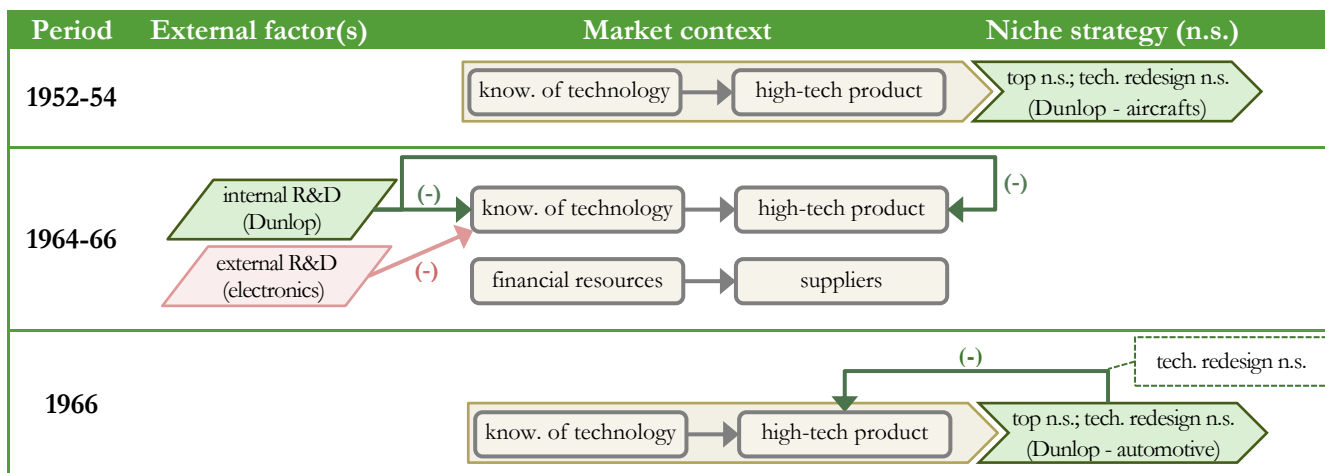 Period External factor(s) Market context Niche strategy (n.s.)
1952-54
know. of technology
high-tech product
top n.s.; tech. redesign n.s.
(Dunlop - aircrafts)
1964-66
internal R&D
(Dunlop)
(-)
know. of technology
high-tech product
(-)
external R&D
(electronics)
(-)
financial resources
suppliers
1966
(-)
tech. redesign n.s.
know. of technology
high-tech product
top n.s.; tech. redesign n.s.
(Dunlop - automotive)